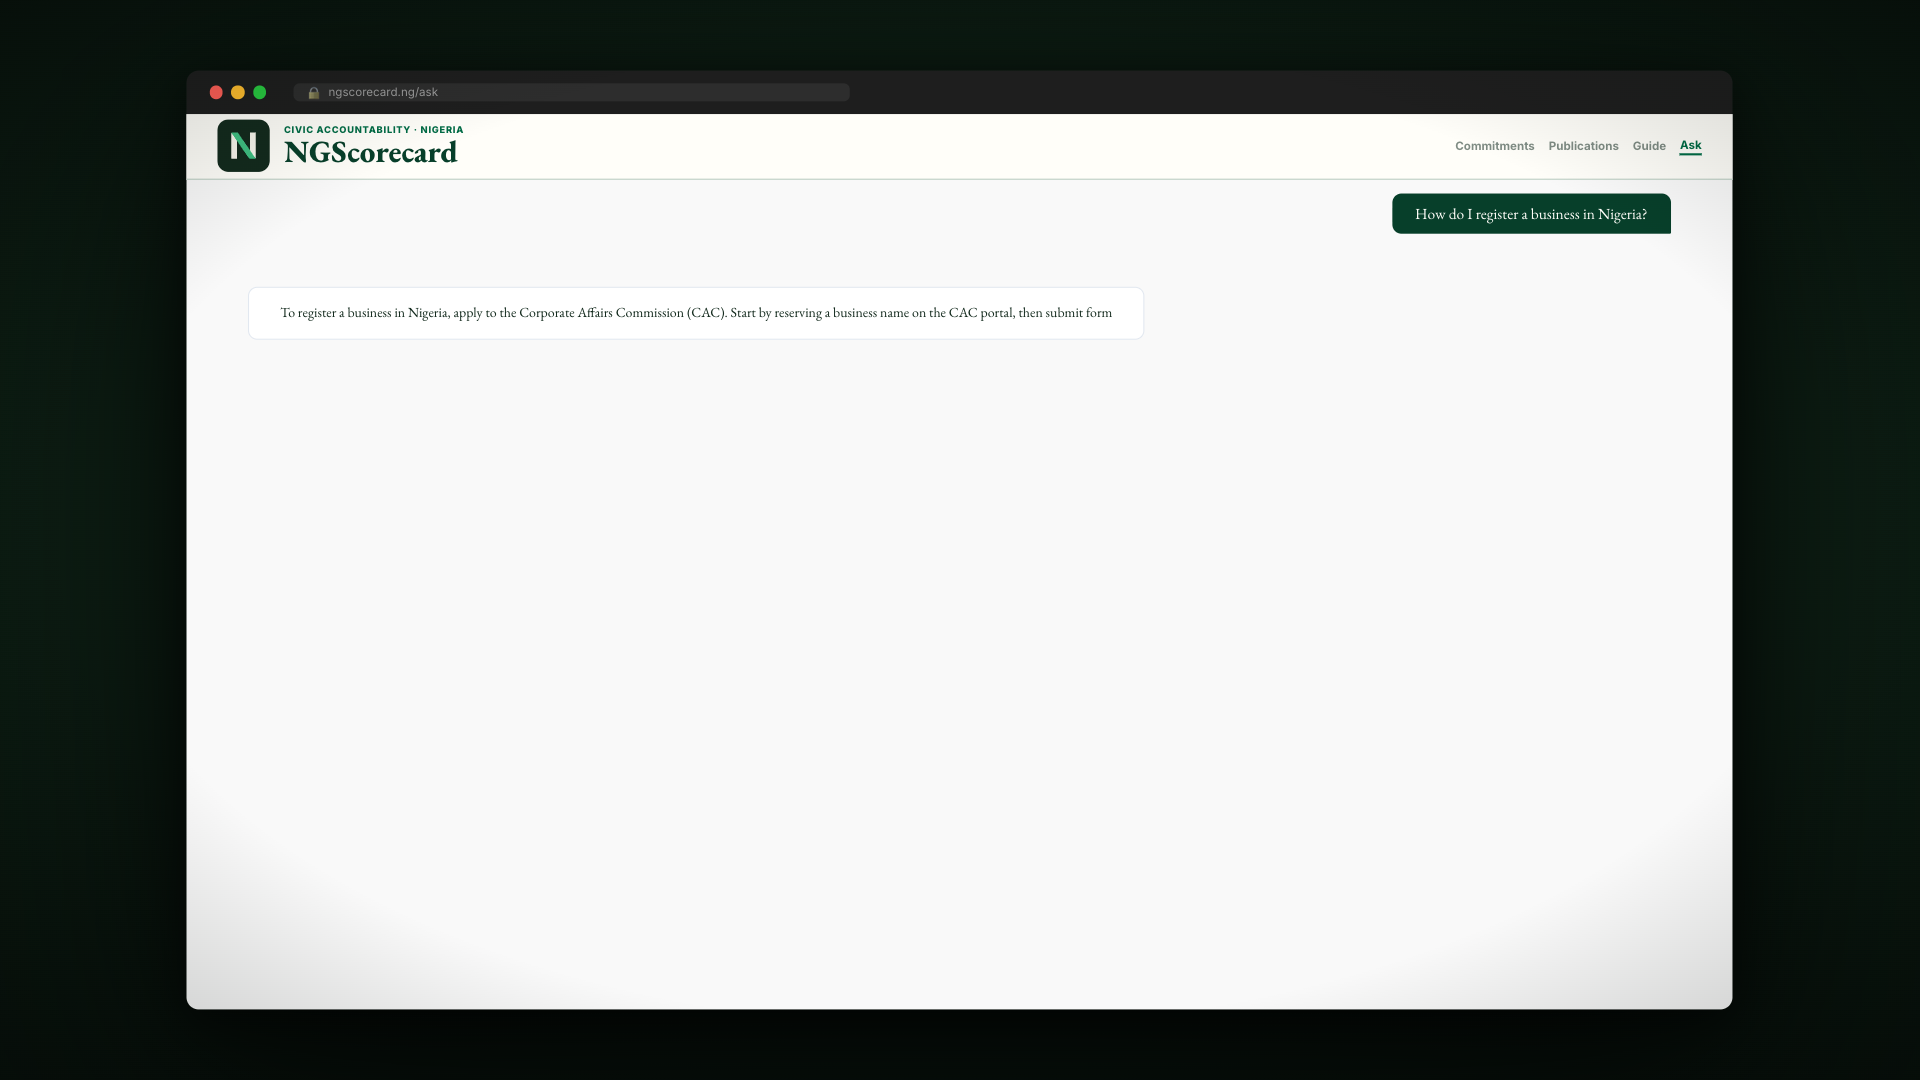 ngscorecard.ng/ask
N
CIVIC ACCOUNTABILITY · NIGERIA
NGScorecard
Commitments Publications Guide Ask
How do I register a business in Nigeria?
To register a business in Nigeria, apply to the Corporate Affairs Commission (CAC). Start by reserving a business name on the CAC portal, then submit form